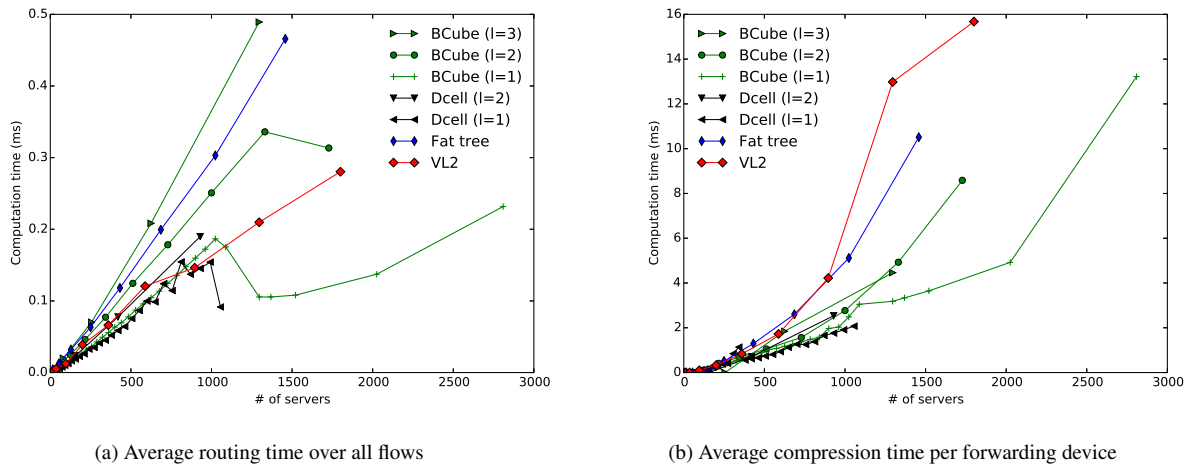 0.5
0.4
0.3
0.2
0.1
0.0
Computation time (ms)
0 500 1000 1500 2000 2500 3000
# of servers
BCube (l=3)
BCube (l=2)
BCube (l=1)
Dcell (l=2)
Dcell (l=1)
Fat tree
VL2
(a) Average routing time over all flows
16
14
12
10
8
6
4
2
0
Computation time (ms)
0 500 1000 1500 2000 2500 3000
# of servers
BCube (l=3)
BCube (l=2)
BCube (l=1)
Dcell (l=2)
Dcell (l=1)
Fat tree
VL2
(b) Average compression time per forwarding device